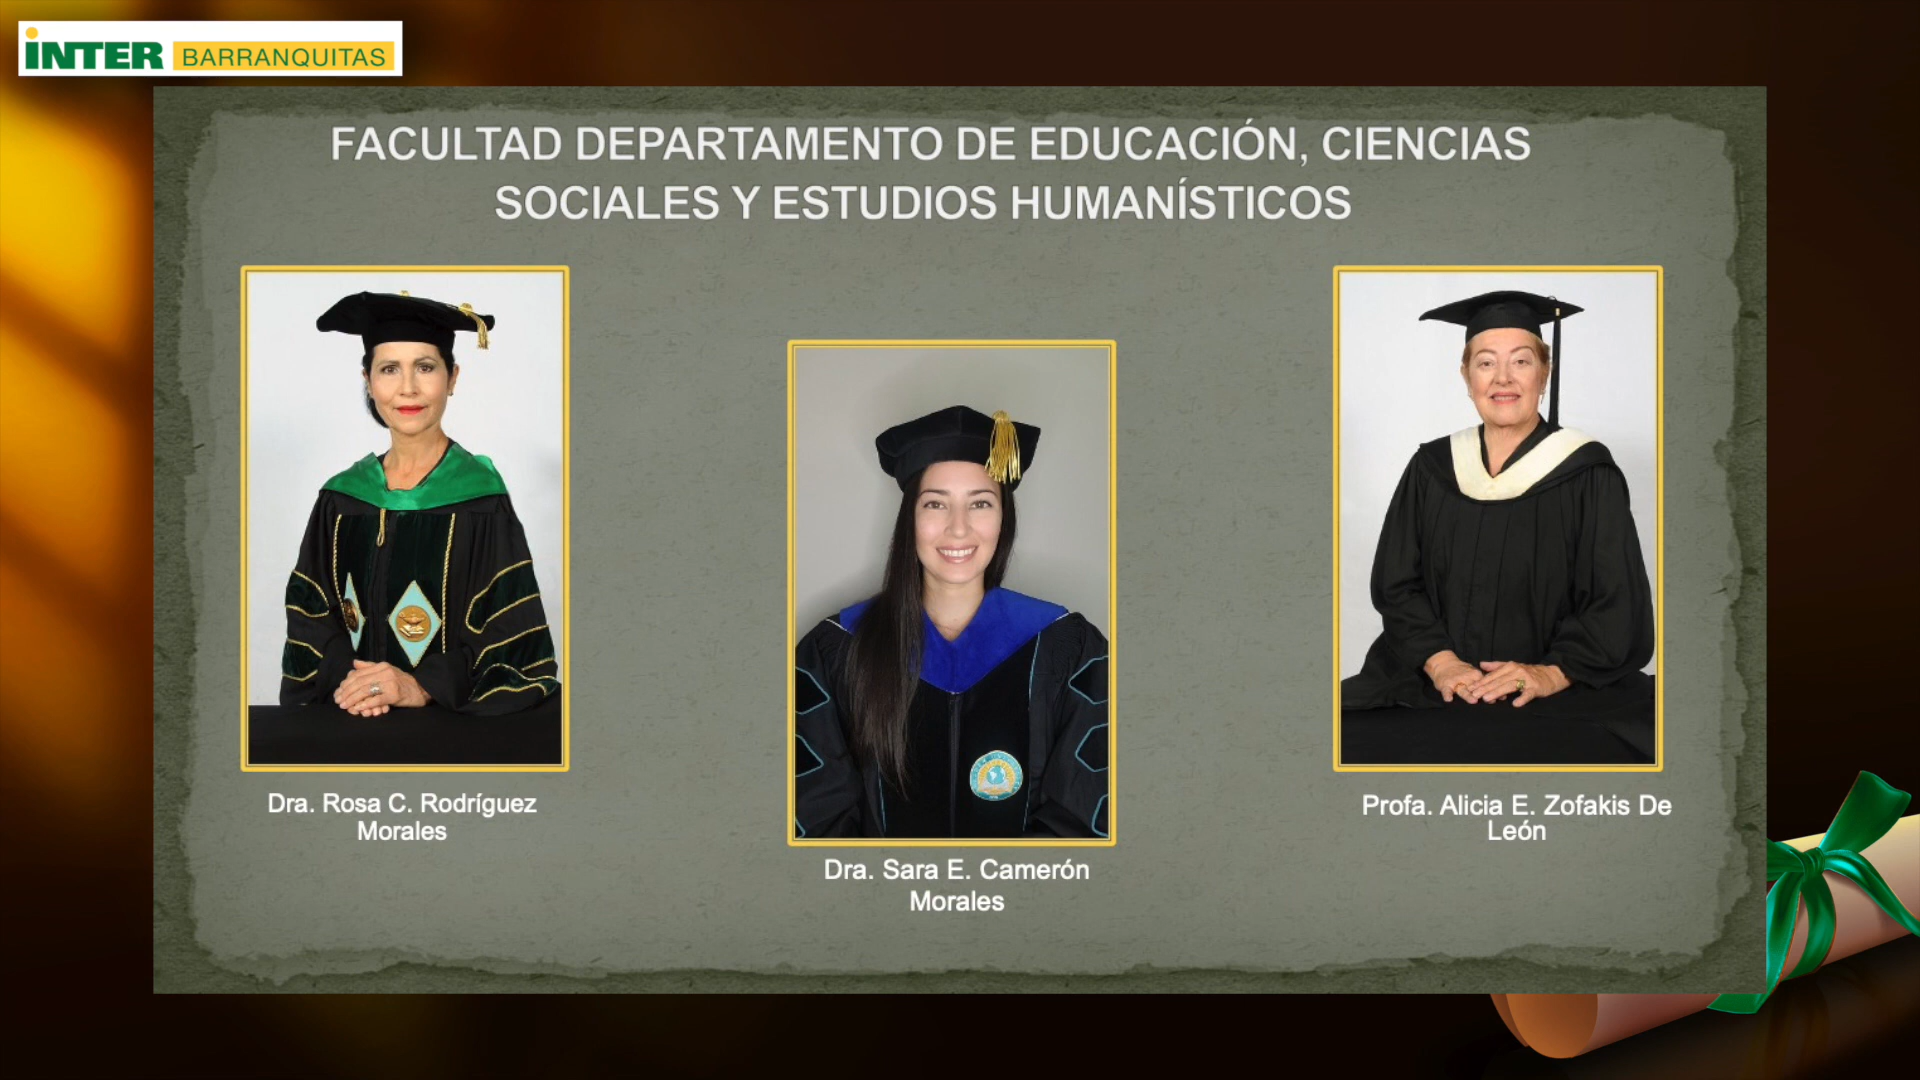 INTER BARRANQUITAS
FACULTAD DEPARTAMENTO DE EDUCACIÓN, CIENCIAS
SOCIALES Y ESTUDIOS HUMANÍSTICOS
Dra. Rosa C. Rodríguez
Morales
Dra. Sara E. Camerón
Morales
Profa. Alicia E. Zofakis De
León